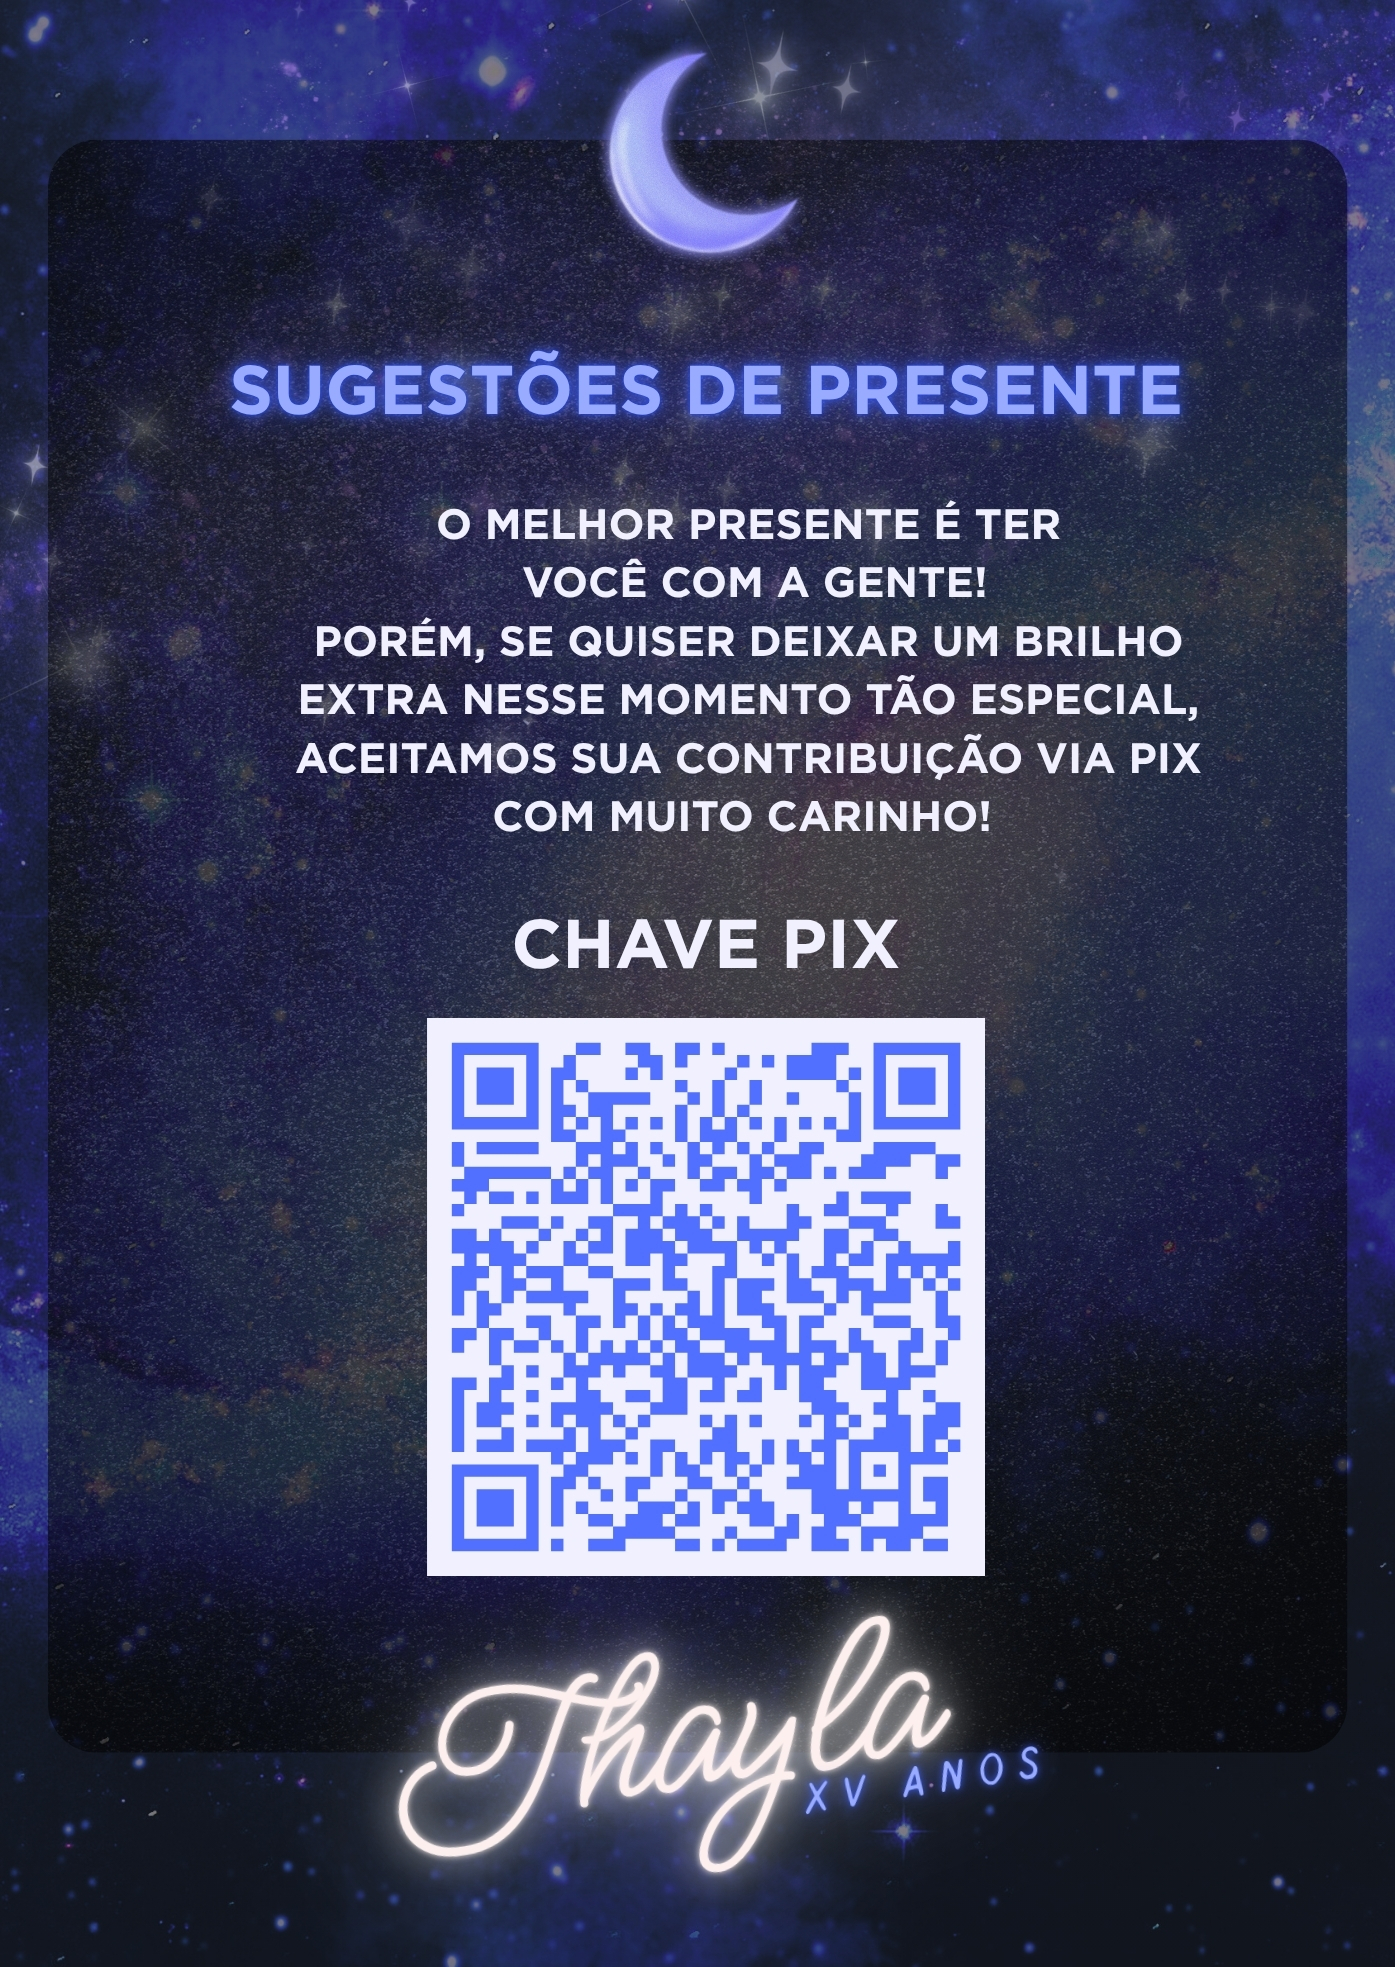 SUGESTÕES DE PRESENTE
O MELHOR PRESENTE É TER
VOCÊ COM A GENTE!
PORÉM, SE QUISER DEIXAR UM BRILHO
EXTRA NESSE MOMENTO TÃO ESPECIAL,
ACEITAMOS SUA CONTRIBUIÇÃO VIA PIX
COM MUITO CARINHO!
CHAVE PIX
Thayla
XV ANOS